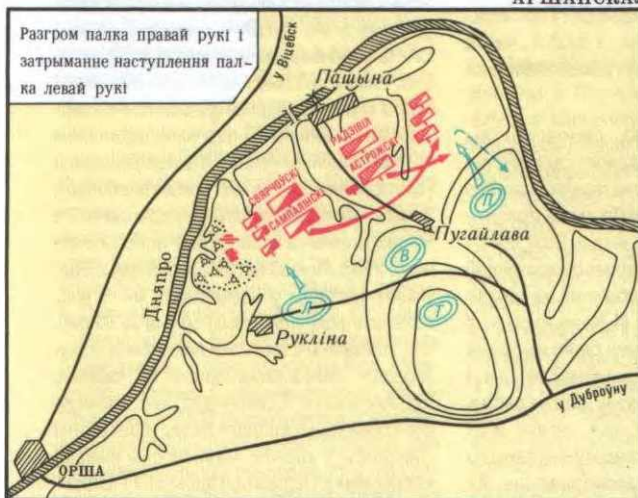 АРШАНСКАЯ
Разгром палка правай рукі і
затрыманне наступлення пал-
ка левай рукі
у Віцебск
Пашына
РАДЗІВІЛ
АСТРОЖСКІ
СВЯРЧОЎСКІ
САМПАЛІНСКІ
П
Пугайлава
В
Дняпро
Л
Г
Рукліна
у Дуброўну
ОРША